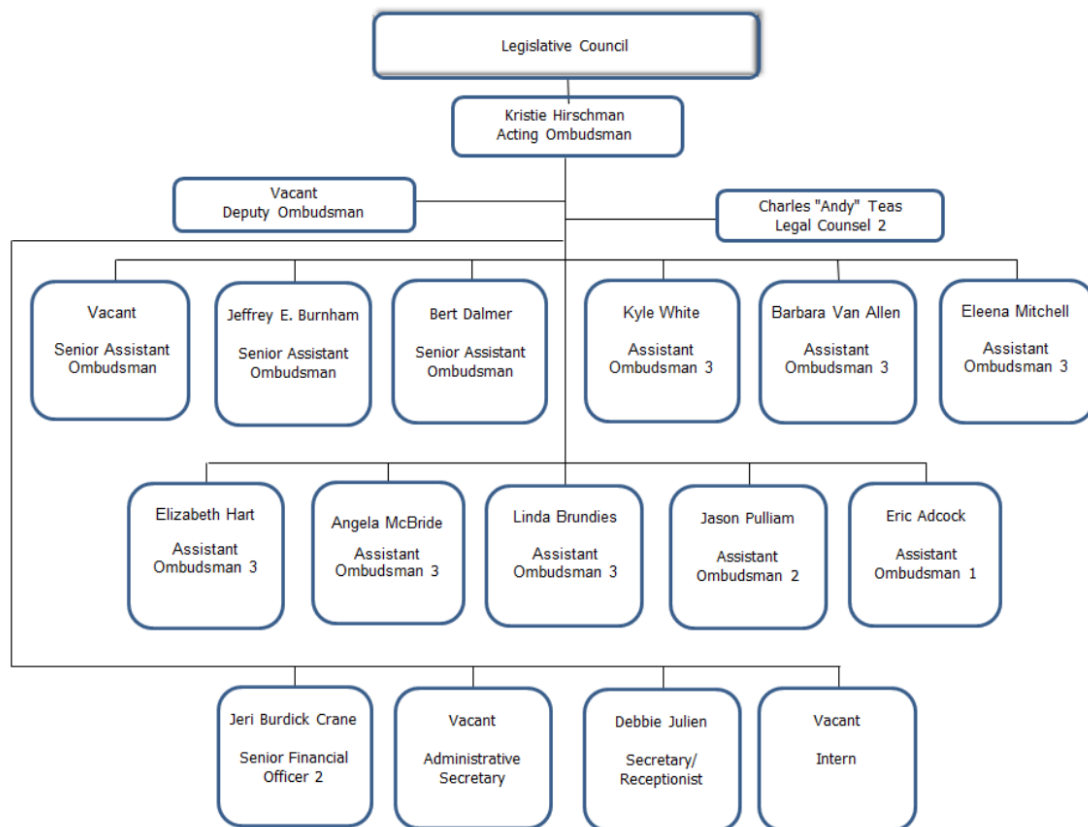 Legislative Council
Kristie Hirschman
Acting Ombudsman
Vacant
Deputy Ombudsman
Charles "Andy" Teas
Legal Counsel 2
Vacant
Senior Assistant
Ombudsman
Jeffrey E. Burnham
Senior Assistant
Ombudsman
Bert Dalmer
Senior Assistant
Ombudsman
Kyle White
Assistant
Ombudsman 3
Barbara Van Allen
Assistant
Ombudsman 3
Eleena Mitchell
Assistant
Ombudsman 3
Elizabeth Hart
Assistant
Ombudsman 3
Angela McBride
Assistant
Ombudsman 3
Linda Brundies
Assistant
Ombudsman 3
Jason Pulliam
Assistant
Ombudsman 2
Eric Adcock
Assistant
Ombudsman 1
Jeri Burdick Crane
Senior Financial
Officer 2
Vacant
Administrative
Secretary
Debbie Julien
Secretary/
Receptionist
Vacant
Intern